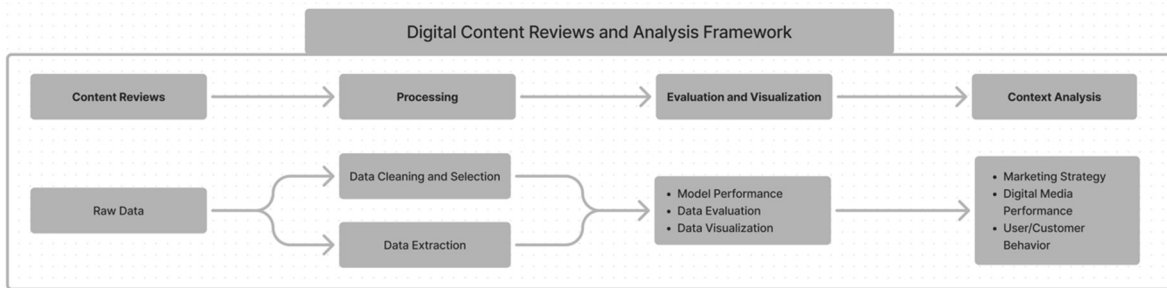 Digital Content Reviews and Analysis Framework
Content Reviews
Processing
Evaluation and Visualization
Context Analysis
Raw Data
Data Cleaning and Selection
Data Extraction
• Model Performance
• Data Evaluation
• Data Visualization
• Marketing Strategy
• Digital Media
Performance
• User/Customer
Behavior